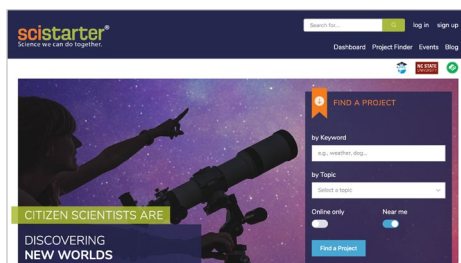 scistarter®
Science we can do together.
Search for...
log in
sign up
Dashboard
Project Finder
Events
Blog
NC STATE
UNIVERSITY
FIND A PROJECT
by Keyword
e.g., weather, dog...
by Topic
Select a topic
Online only
Near me
Find a Project
CITIZEN SCIENTISTS ARE
DISCOVERING
NEW WORLDS